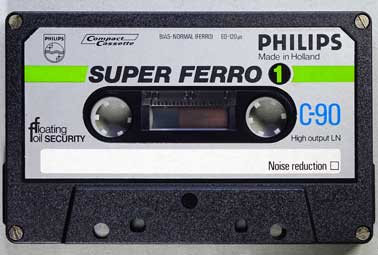 PHILIPS
Compact
Cassette
BIAS-NORMAL (FERRO) EQ-120µs
PHILIPS
Made in Holland
SUPER FERRO 1
floating
foil SECURITY
C-90
High output LN
Noise reduction